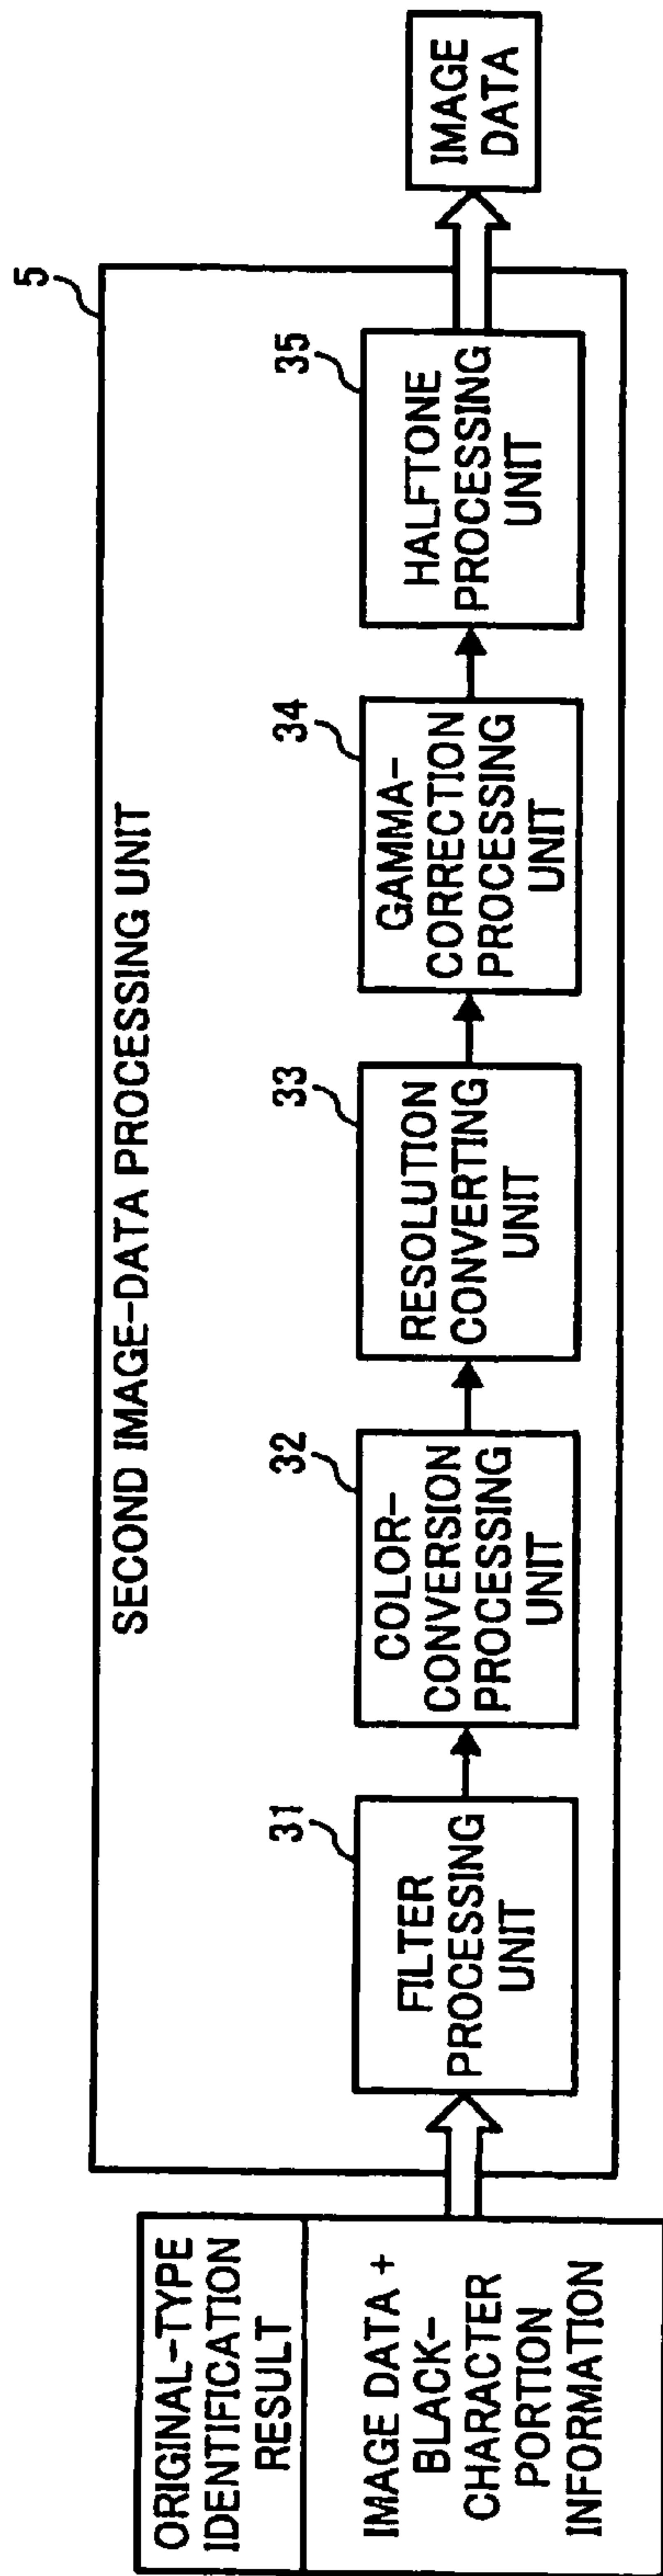 ORIGINAL-TYPE
IDENTIFICATION
RESULT
IMAGE DATA +
BLACK-
CHARACTER
PORTION
INFORMATION
SECOND IMAGE-DATA PROCESSING UNIT
5
31
FILTER
PROCESSING
UNIT
32
COLOR-
CONVERSION
PROCESSING
UNIT
33
RESOLUTION
CONVERTING
UNIT
34
GAMMA-
CORRECTION
PROCESSING
UNIT
35
HALFTONE
PROCESSING
UNIT
IMAGE
DATA